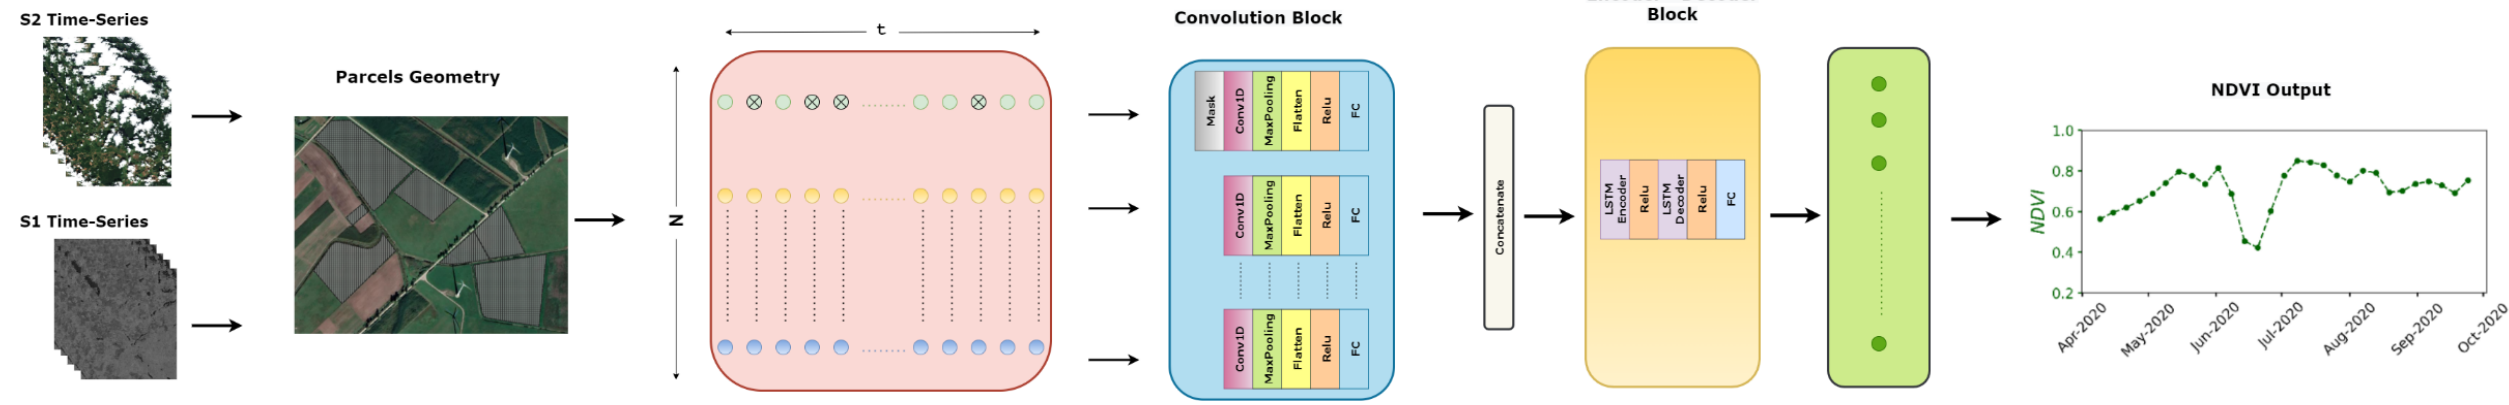 S2 Time-Series
S1 Time-Series
Parcels Geometry
t
N
Convolution Block
Mask
Conv1D
MaxPooling
Flatten
Relu
FC
Conv1D
MaxPooling
Flatten
Relu
FC
Conv1D
MaxPooling
Flatten
Relu
FC
Concatenate
Block
LSTM
Encoder
Relu
LSTM
Decoder
Relu
FC
NDVI Output
NDVI
1.0
0.8
0.6
0.4
0.2
Apr-2020
May-2020
Jun-2020
Jul-2020
Aug-2020
Sep-2020
Oct-2020